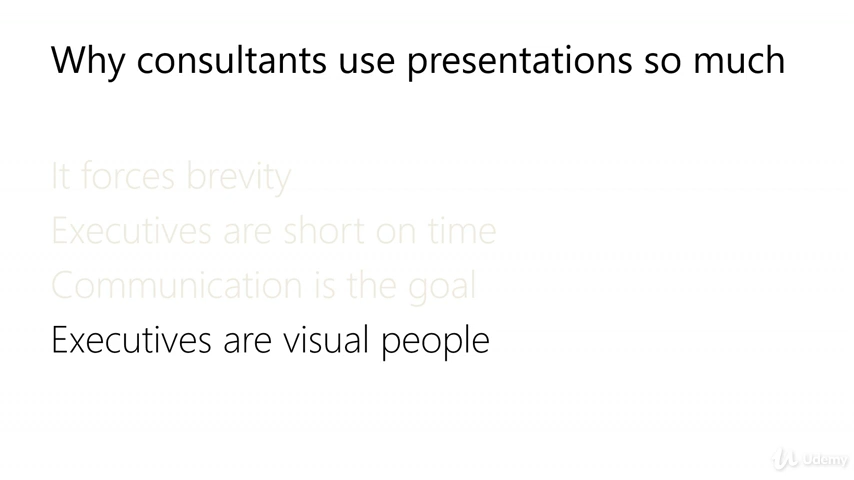 Why consultants use presentations so much
It forces brevity
Executives are short on time
Communication is the goal
Executives are visual people
Udemy